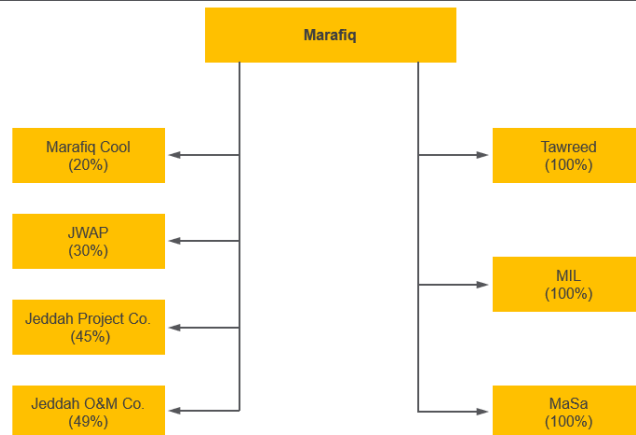 Marafiq
Marafiq Cool
(20%)
Tawreed
(100%)
JWAP
(30%)
MIL
(100%)
Jeddah Project Co.
(45%)
Jeddah O&M Co.
(49%)
MaSa
(100%)